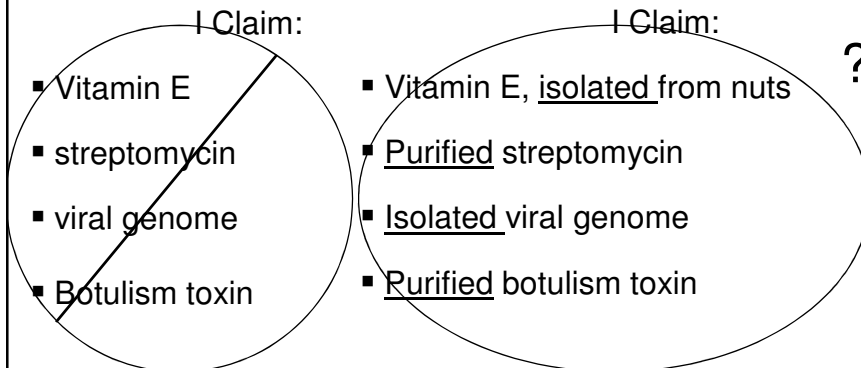 I Claim:
▪ Vitamin E
▪ streptomycin
▪ viral genome
▪ Botulism toxin
I Claim:
?
▪ Vitamin E, isolated from nuts
▪ Purified streptomycin
▪ Isolated viral genome
▪ Purified botulism toxin